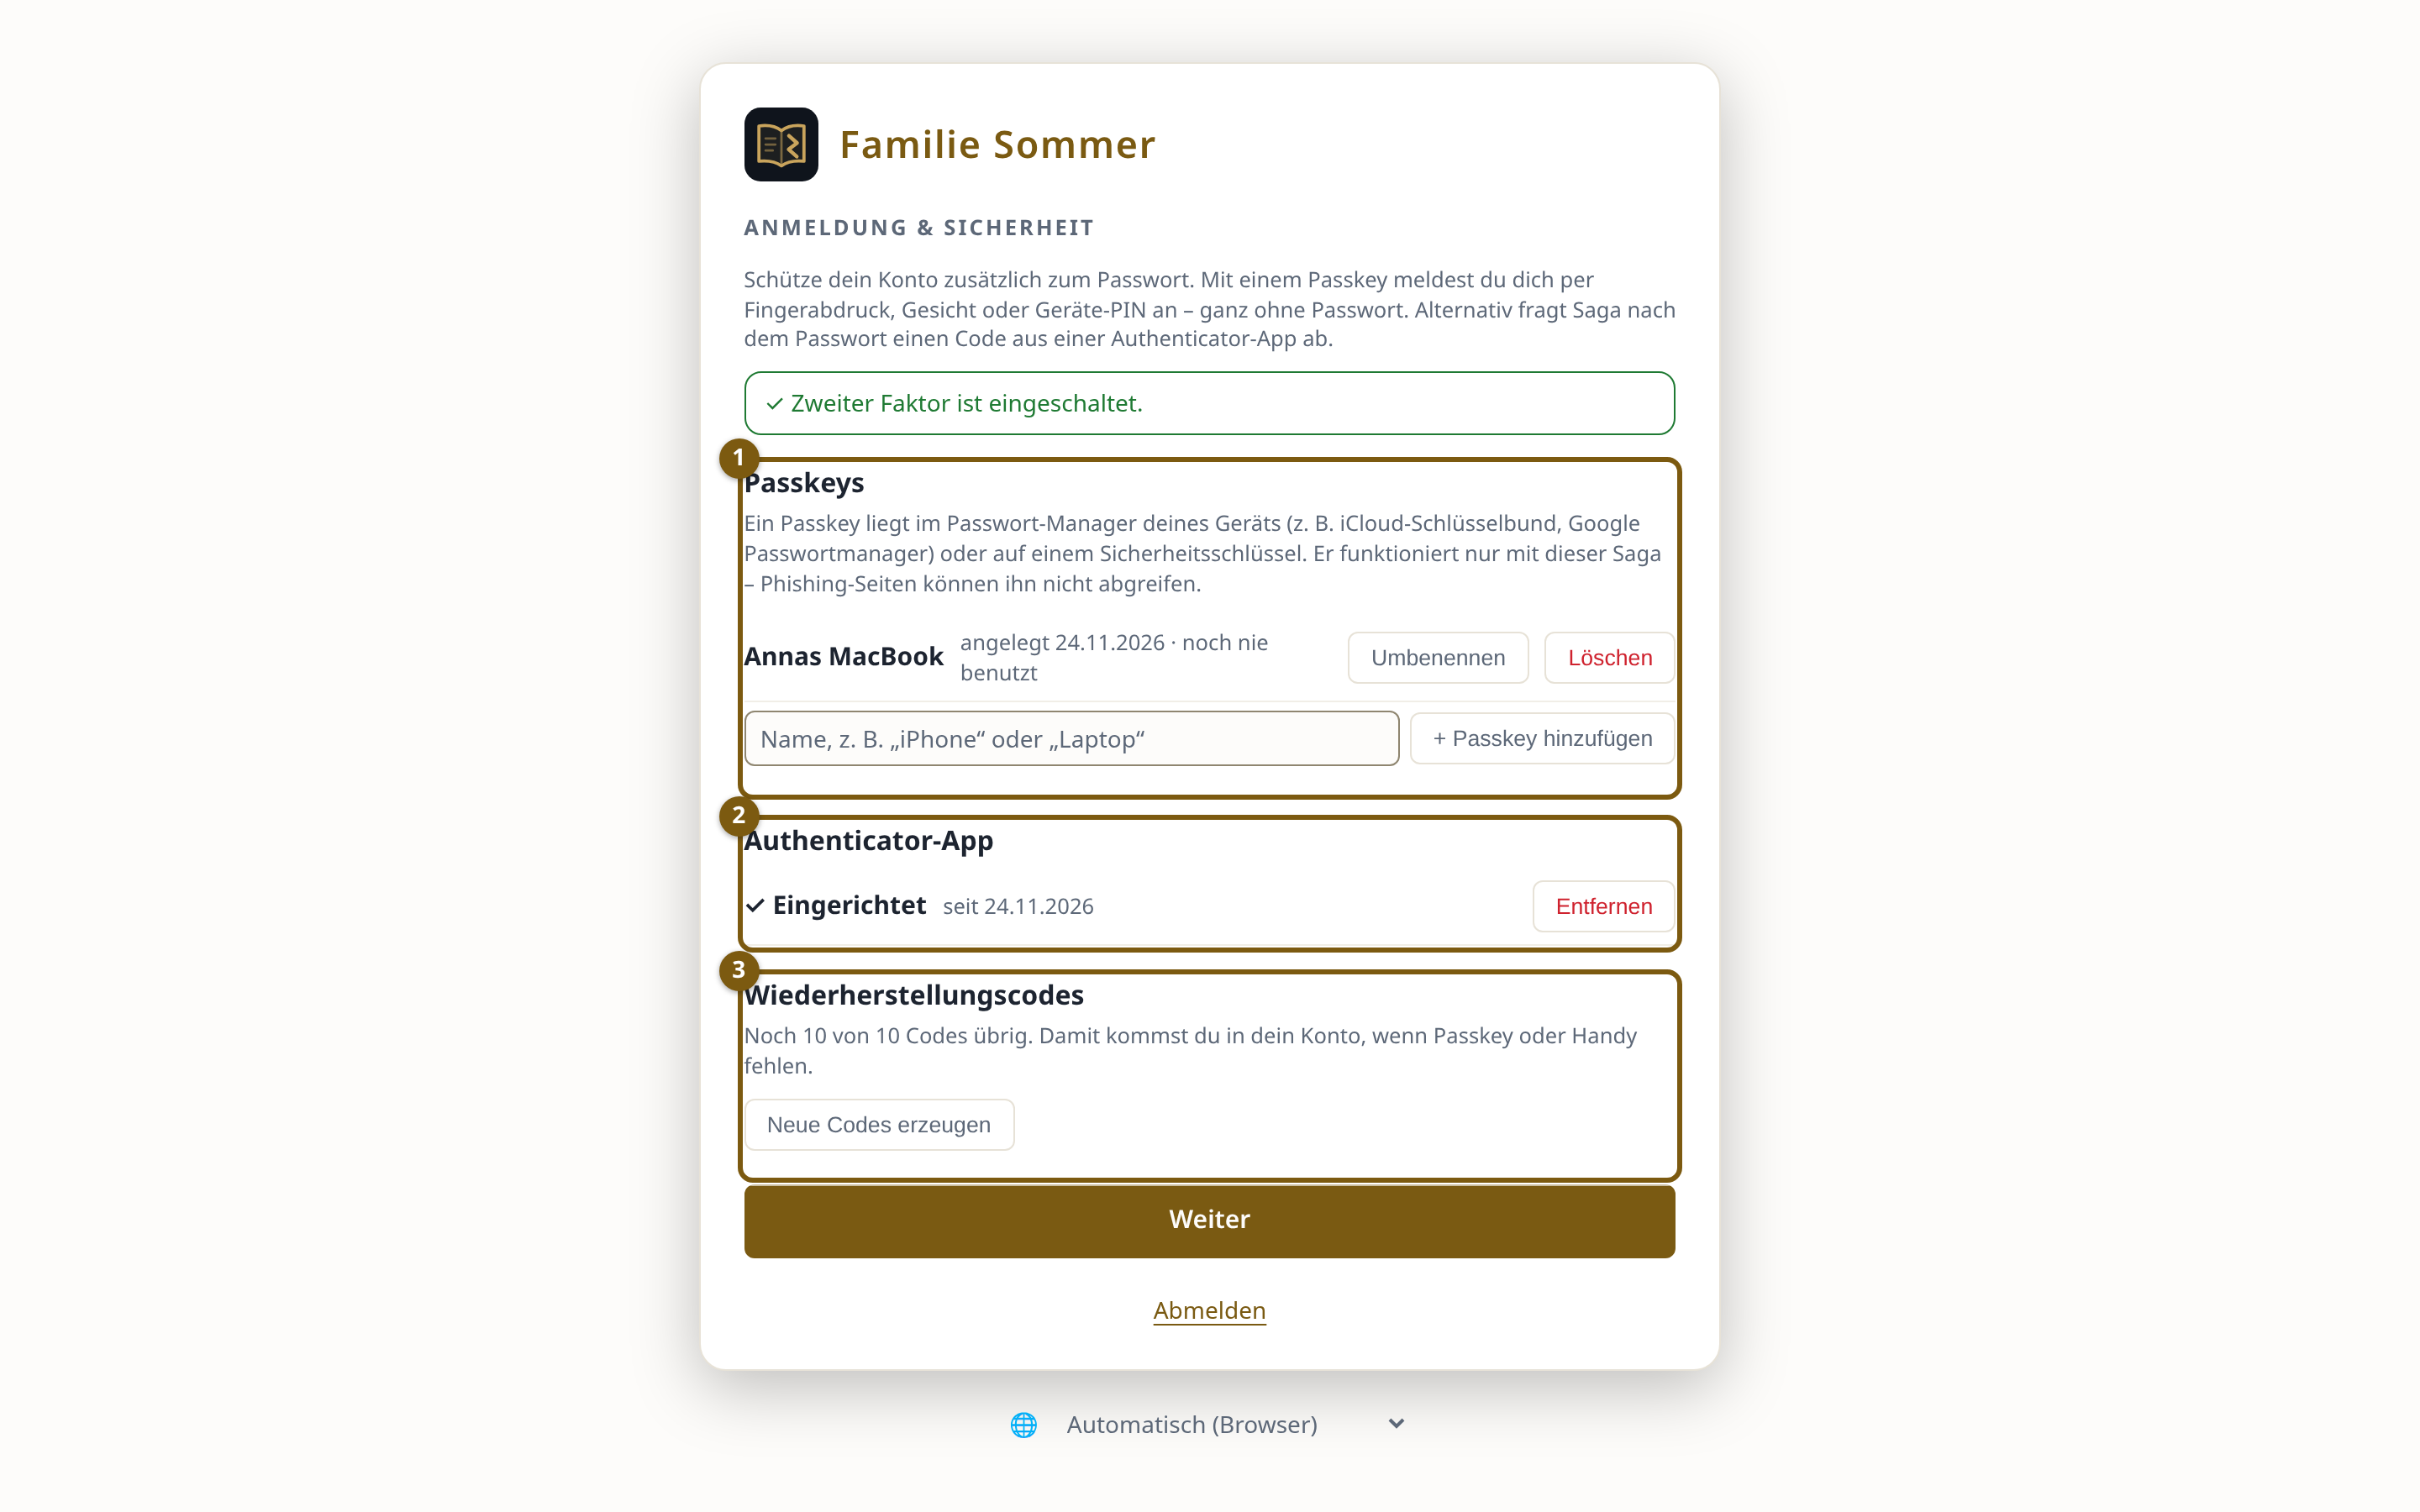 Familie Sommer
ANMELDUNG & SICHERHEIT
Schütze dein Konto zusätzlich zum Passwort. Mit einem Passkey meldest du dich per
Fingerabdruck, Gesicht oder Geräte-PIN an – ganz ohne Passwort. Alternativ fragt Saga nach
dem Passwort einen Code aus einer Authenticator-App ab.
✓ Zweiter Faktor ist eingeschaltet.
1
Passkeys
Ein Passkey liegt im Passwort-Manager deines Geräts (z. B. iCloud-Schlüsselbund, Google
Passwortmanager) oder auf einem Sicherheitsschlüssel. Er funktioniert nur mit dieser Saga
– Phishing-Seiten können ihn nicht abgreifen.
Annas MacBook angelegt 24.11.2026 · noch nie
benutzt
Umbenennen Löschen
Name, z. B. „iPhone“ oder „Laptop“ + Passkey hinzufügen
2
Authenticator-App
✓ Eingerichtet seit 24.11.2026 Entfernen
3
Wiederherstellungscodes
Noch 10 von 10 Codes übrig. Damit kommst du in dein Konto, wenn Passkey oder Handy
fehlen.
Neue Codes erzeugen
Weiter
Abmelden
Automatisch (Browser)